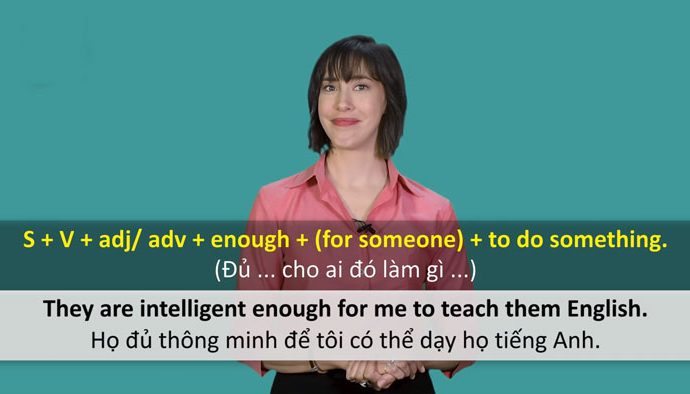 S + V + adj/ adv + enough + (for someone) + to do something.
(Đủ ... cho ai đó làm gì ...)
They are intelligent enough for me to teach them English.
Họ đủ thông minh để tôi có thể dạy họ tiếng Anh.